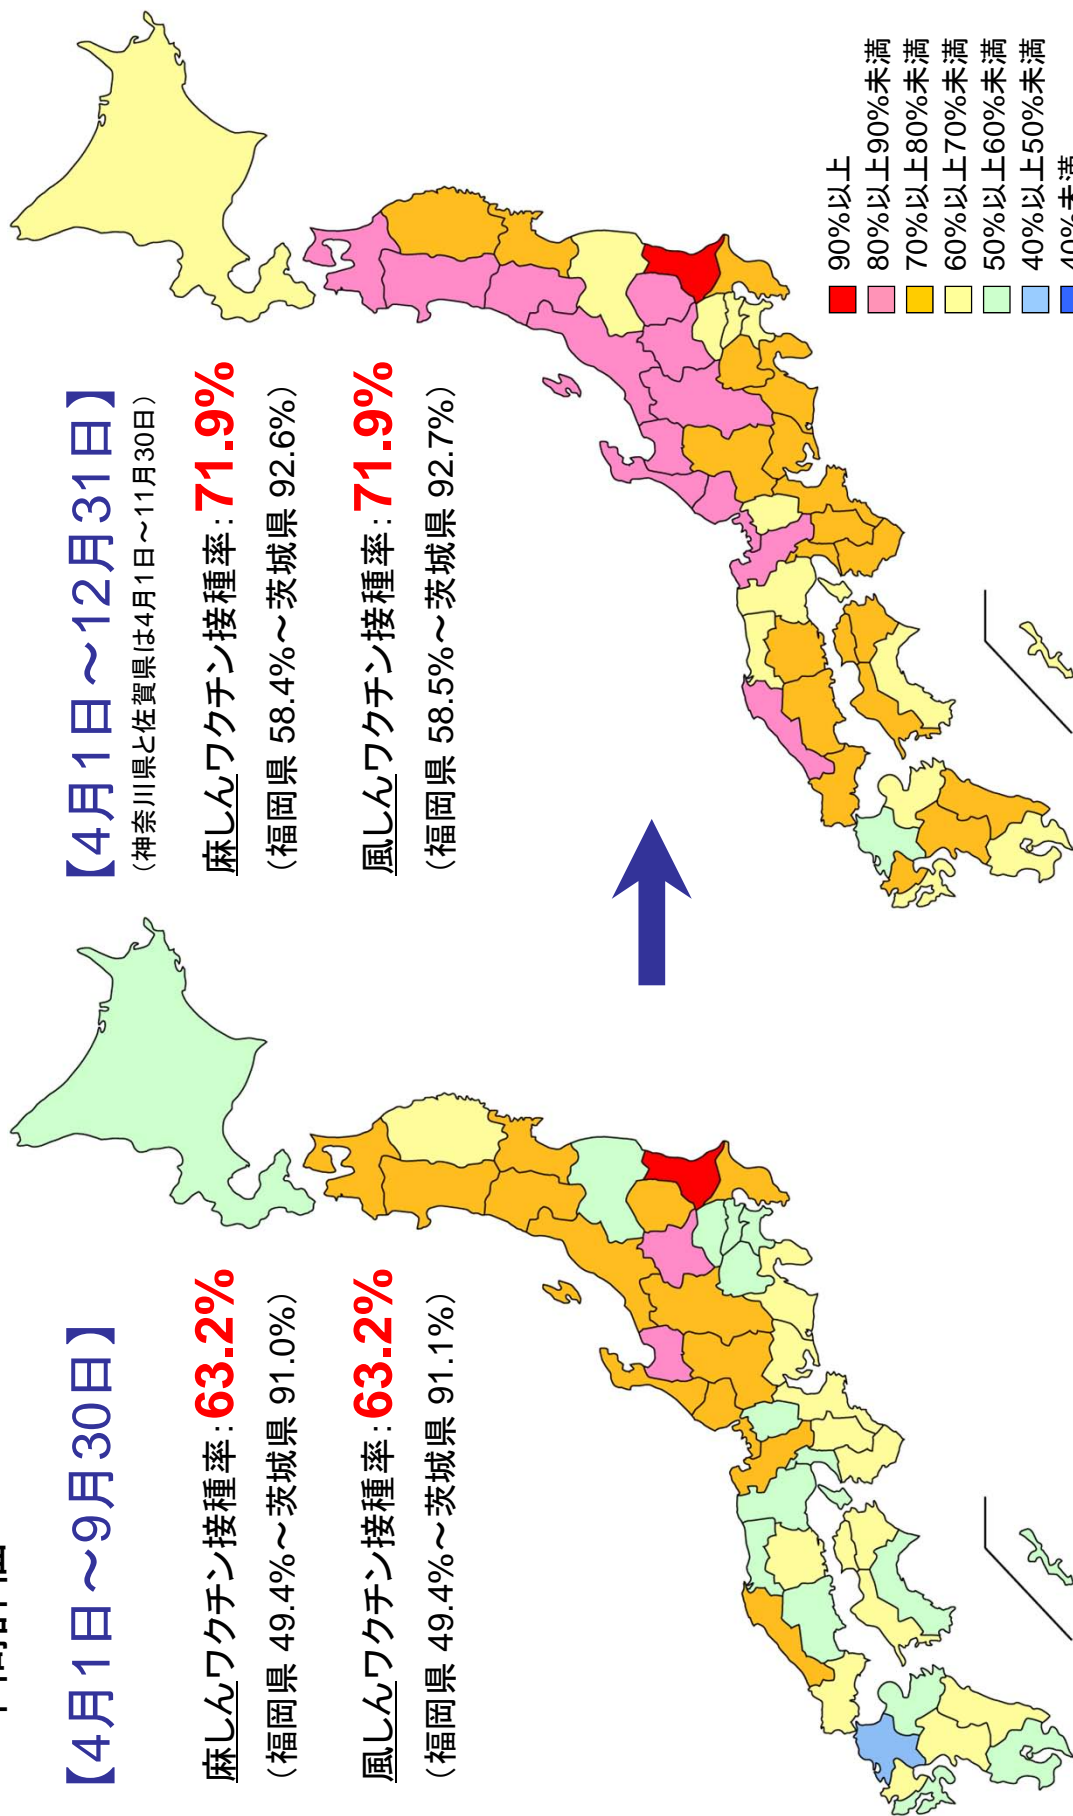 【4月1日～9月30日】
麻しんワクチン接種率：63.2%
（福岡県 49.4%～茨城県 91.0%）
風しんワクチン接種率：63.2%
（福岡県 49.4%～茨城県 91.1%）
【4月1日～12月31日】
（神奈川県と佐賀県は4月1日～11月30日）
麻しんワクチン接種率：71.9%
（福岡県 58.4%～茨城県 92.6%）
風しんワクチン接種率：71.9%
（福岡県 58.5%～茨城県 92.7%）
90%以上
80%以上90%未満
70%以上80%未満
60%以上70%未満
50%以上60%未満
40%以上50%未満
40%未満